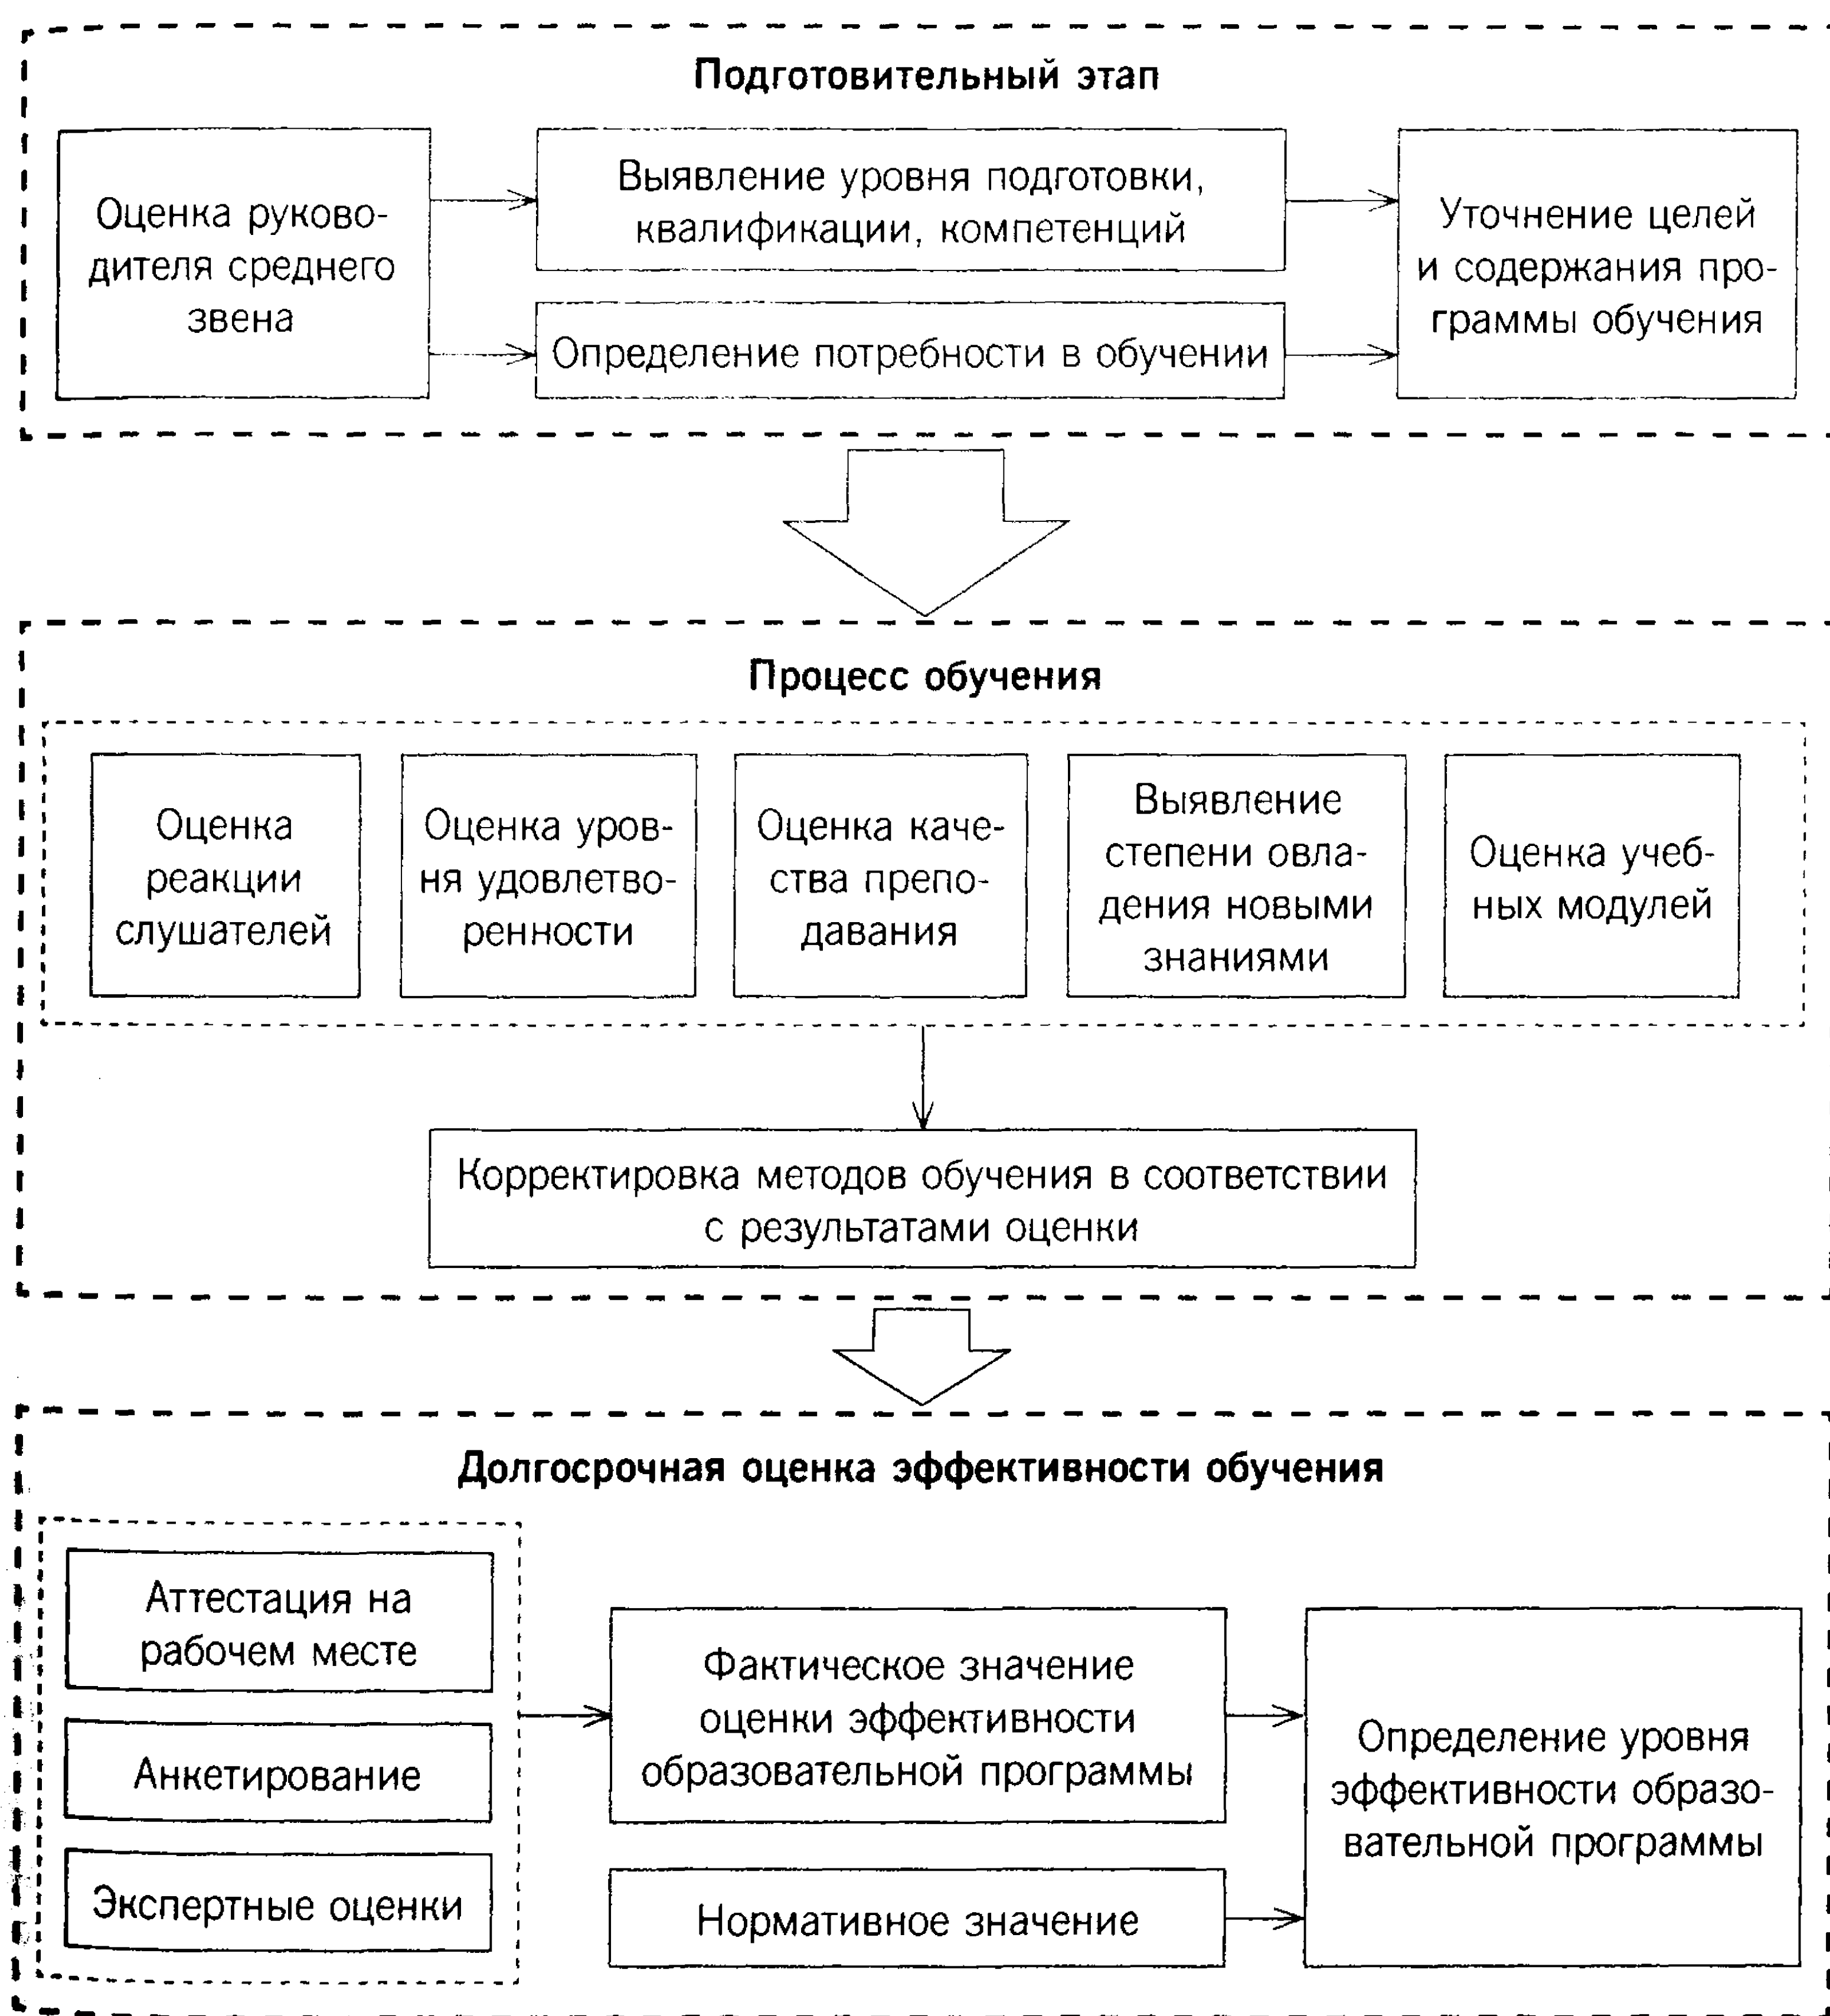 Подготовительный этап
Оценка руково-
дителя среднего
звена
Выявление уровня подготовки,
квалификации, компетенций
Определение потребности в обучении
Уточнение целей
и содержания про-
граммы обучения
Процесс обучения
Оценка
реакции
слушателей
Оценка уров-
ня удовлетво-
ренности
Оценка каче-
ства препо-
давания
Выявление
степени овла-
дения новыми
знаниями
Оценка учеб-
ных модулей
Корректировка методов обучения в соответствии
с результатами оценки
Долгосрочная оценка эффективности обучения
Аттестация на
рабочем месте
Анкетирование
Экспертные оценки
Фактическое значение
оценки эффективности
образовательной программы
Нормативное значение
Определение уровня
эффективности образо-
вательной программы